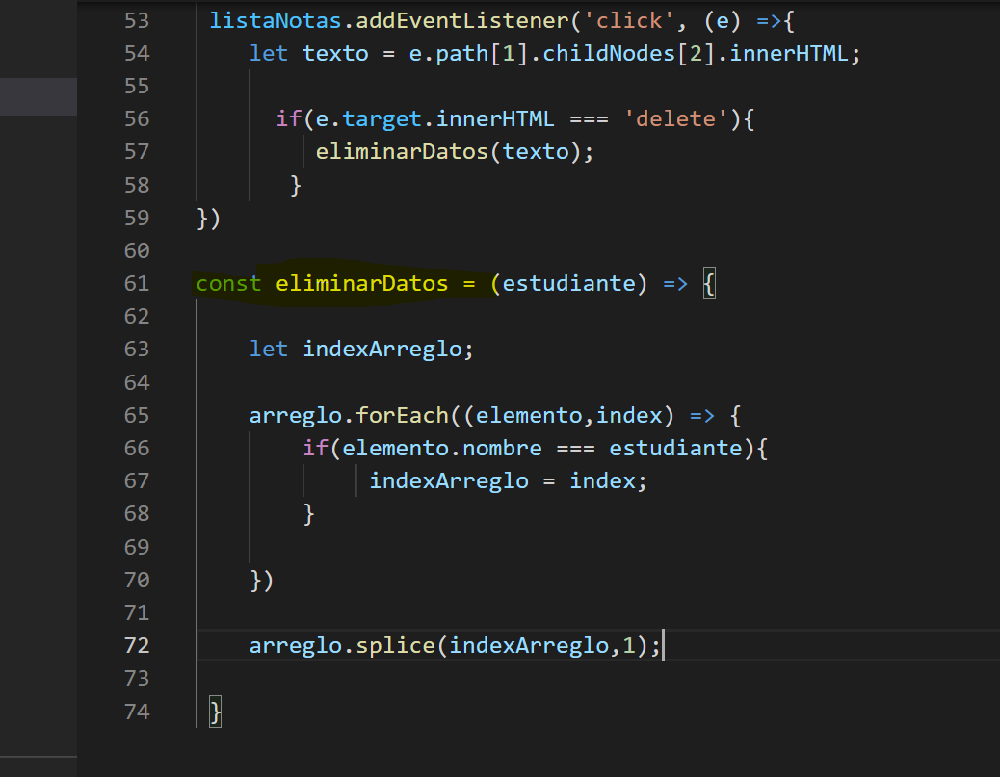 53 listaNotas.addEventListener('click', (e) =>{
54 let texto = e.path[1].childNodes[2].innerHTML;
55
56 if(e.target.innerHTML === 'delete'){
57 eliminarDatos(texto);
58 }
59 })
60
61 const eliminarDatos = (estudiante) => {
62
63 let indexArreglo;
64
65 arreglo.forEach((elemento,index) => {
66 if(elemento.nombre === estudiante){
67 indexArreglo = index;
68 }
69
70 })
71
72 arreglo.splice(indexArreglo,1);
73
74 }